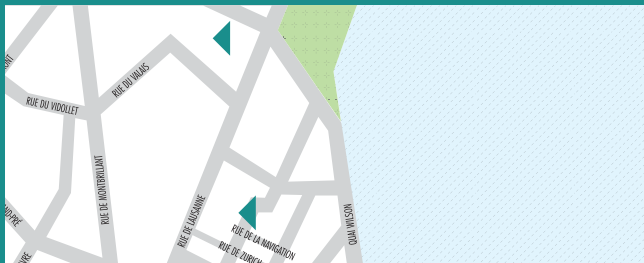 RUE DU VALAIS
RUE DU VIDOLLET
RUE DE MONTBRILLANT
RUE DE LAUSANNE
QUAI WILSON
RUE DE LA NAVIGATION
RUE DE ZURICH